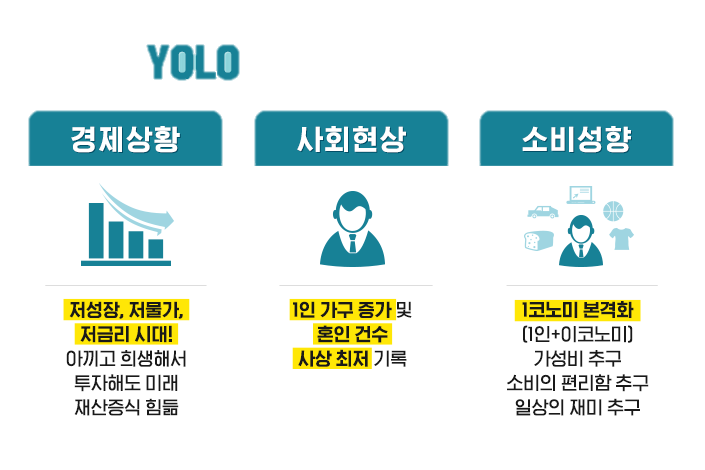 YOLO
경제상황
저성장, 저물가,
저금리 시대!
아끼고 희생해서
투자해도 미래
재산증식 힘듦
사회현상
1인 가구 증가 및
혼인 건수
사상 최저 기록
소비성향
1코노미 본격화
(1인+이코노미)
가성비 추구
소비의 편리함 추구
일상의 재미 추구